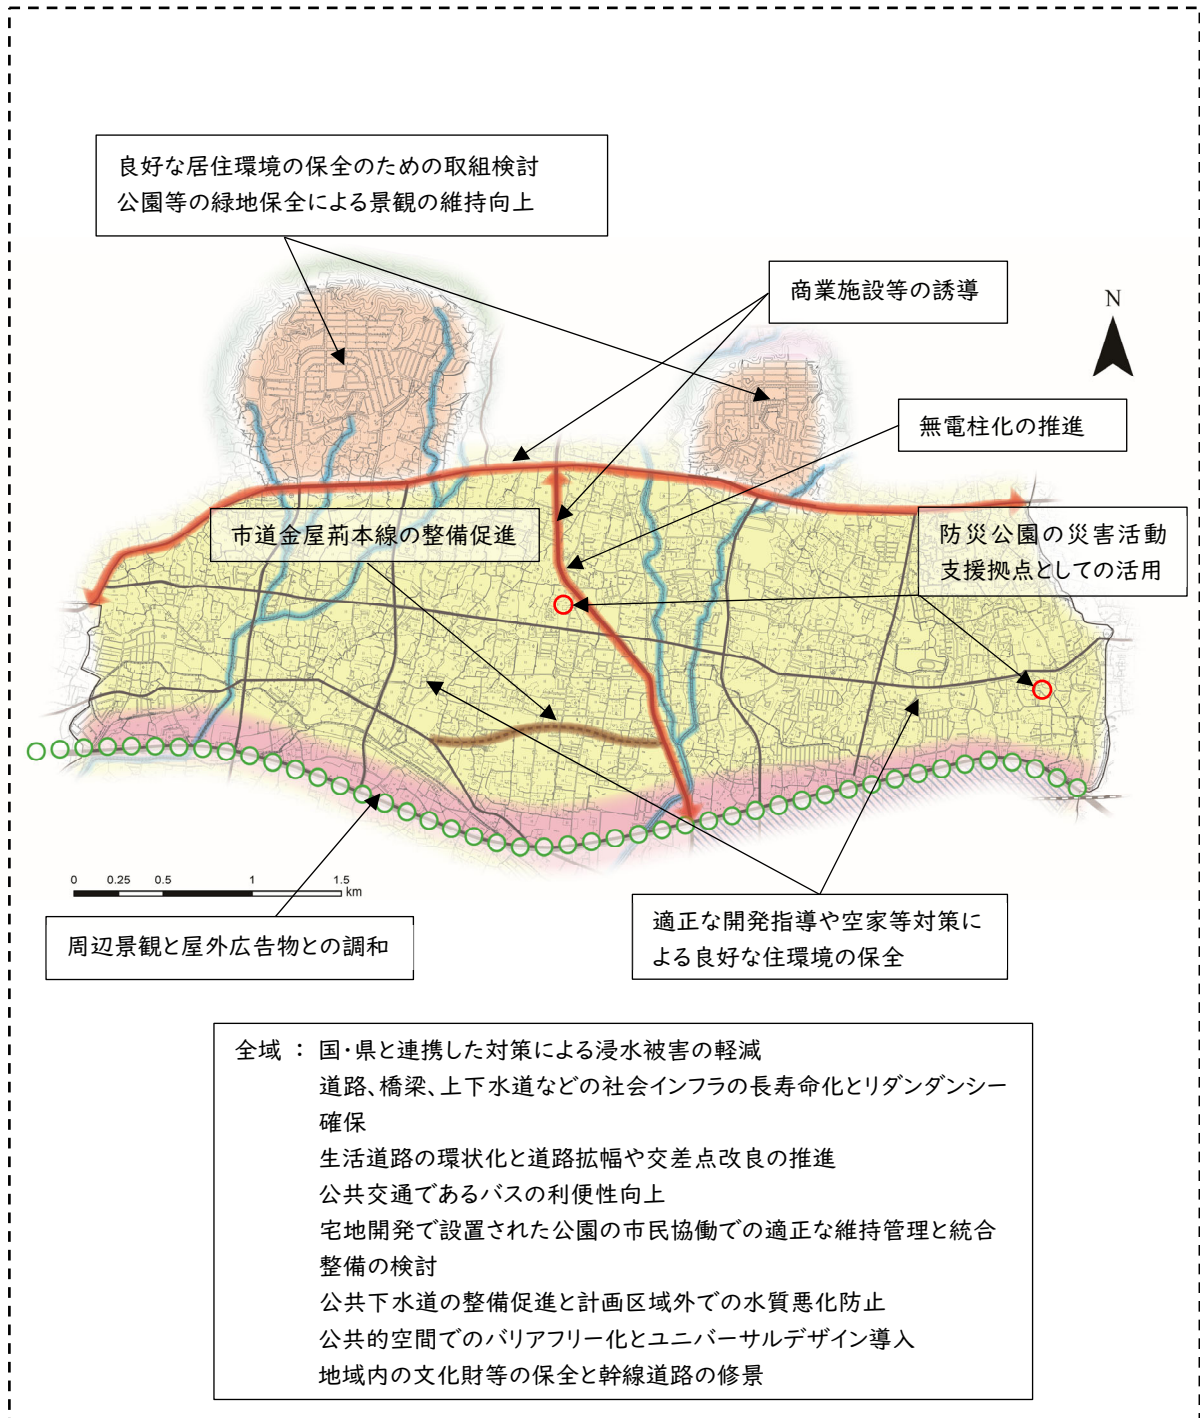 良好な居住環境の保全のための取組検討
公園等の緑地保全による景観の維持向上
商業施設等の誘導
N
無電柱化の推進
市道金屋荊本線の整備促進
防災公園の災害活動
支援拠点としての活用
0 0.25 0.5 1 1.5
km
周辺景観と屋外広告物との調和
適正な開発指導や空家等対策に
よる良好な住環境の保全
全域 : 国・県と連携した対策による浸水被害の軽減
道路、橋梁、上下水道などの社会インフラの長寿命化とリダンダンシー
確保
生活道路の環状化と道路拡幅や交差点改良の推進
公共交通であるバスの利便性向上
宅地開発で設置された公園の市民協働での適正な維持管理と統合
整備の検討
公共下水道の整備促進と計画区域外での水質悪化防止
公共的空間でのバリアフリー化とユニバーサルデザイン導入
地域内の文化財等の保全と幹線道路の修景